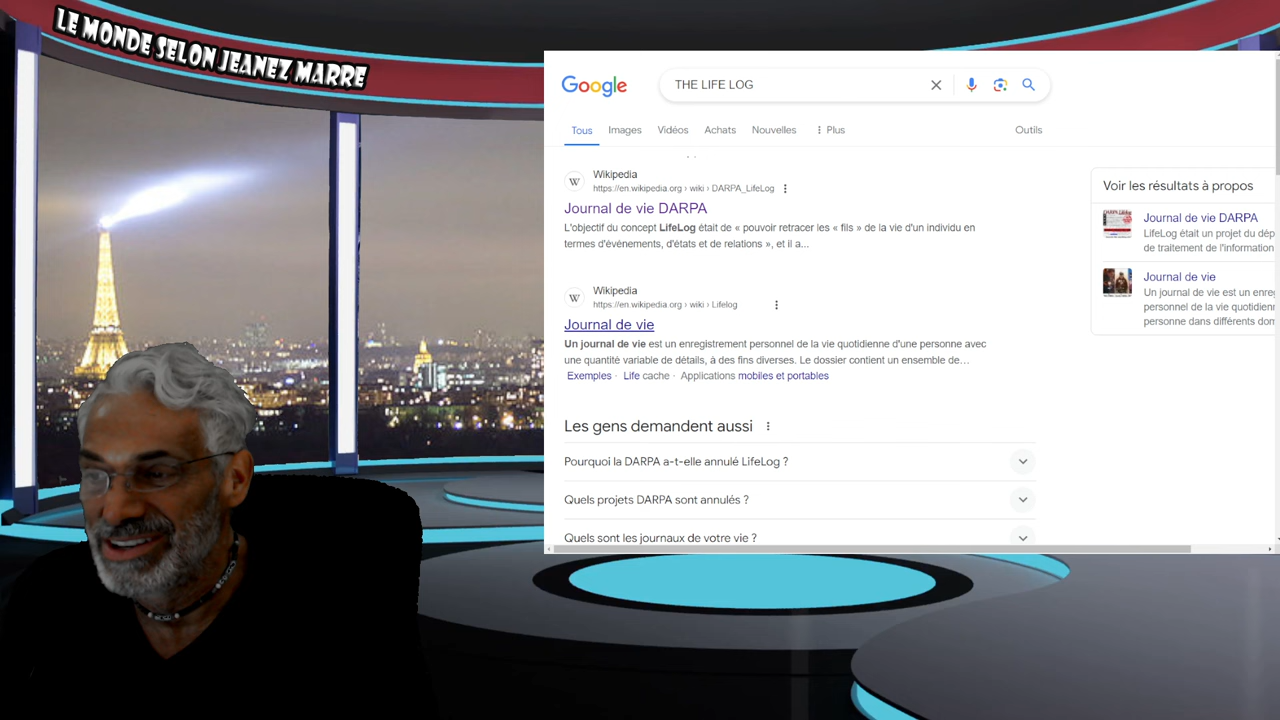 LE MONDE SELON JEANEZ MARRE
Google
THE LIFE LOG
Tous
Images
Vidéos
Achats
Nouvelles
Plus
Outils
Wikipedia
https://en.wikipedia.org › wiki › DARPA_LifeLog
Journal de vie DARPA
L'objectif du concept LifeLog était de « pouvoir retracer les « fils » de la vie d'un individu en
termes d'événements, d'états et de relations », et il a...
Wikipedia
https://en.wikipedia.org › wiki › Lifelog
Journal de vie
Un journal de vie est un enregistrement personnel de la vie quotidienne d'une personne avec
une quantité variable de détails, à des fins diverses. Le dossier contient un ensemble de...
Exemples · Life cache · Applications mobiles et portables
Les gens demandent aussi
Pourquoi la DARPA a-t-elle annulé LifeLog ?
Quels projets DARPA sont annulés ?
Quels sont les journaux de votre vie ?
Voir les résultats à propos
Journal de vie DARPA
LifeLog était un projet du dép
de traitement de l'information
Journal de vie
Un journal de vie est un enreg
personnel de la vie quotidienne
personne dans différents dom